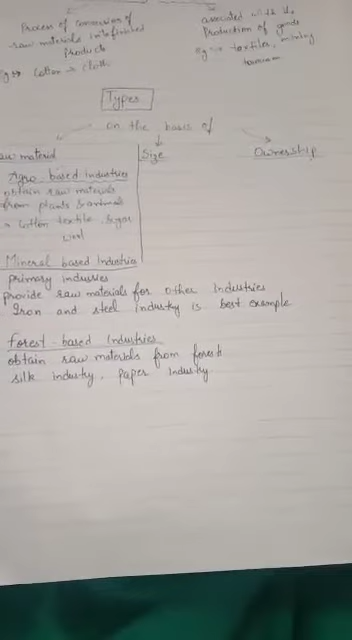 Process of conversion of
raw materials into finished
Products
Eg => Cotton -> Cloth
associated with the
Production of goods
eg => textiles, mining
tourism
Types
on the basis of
aw material
Size
Ownership
Agro based Industries
obtain raw materials
from plants & animals
cotton textile, sugar
wool
Mineral based Industries
primary industries
provide raw materials for other Industries
Iron and steel industry is best example
forest-based Industries
obtain raw materials from forests
silk industry, paper industry